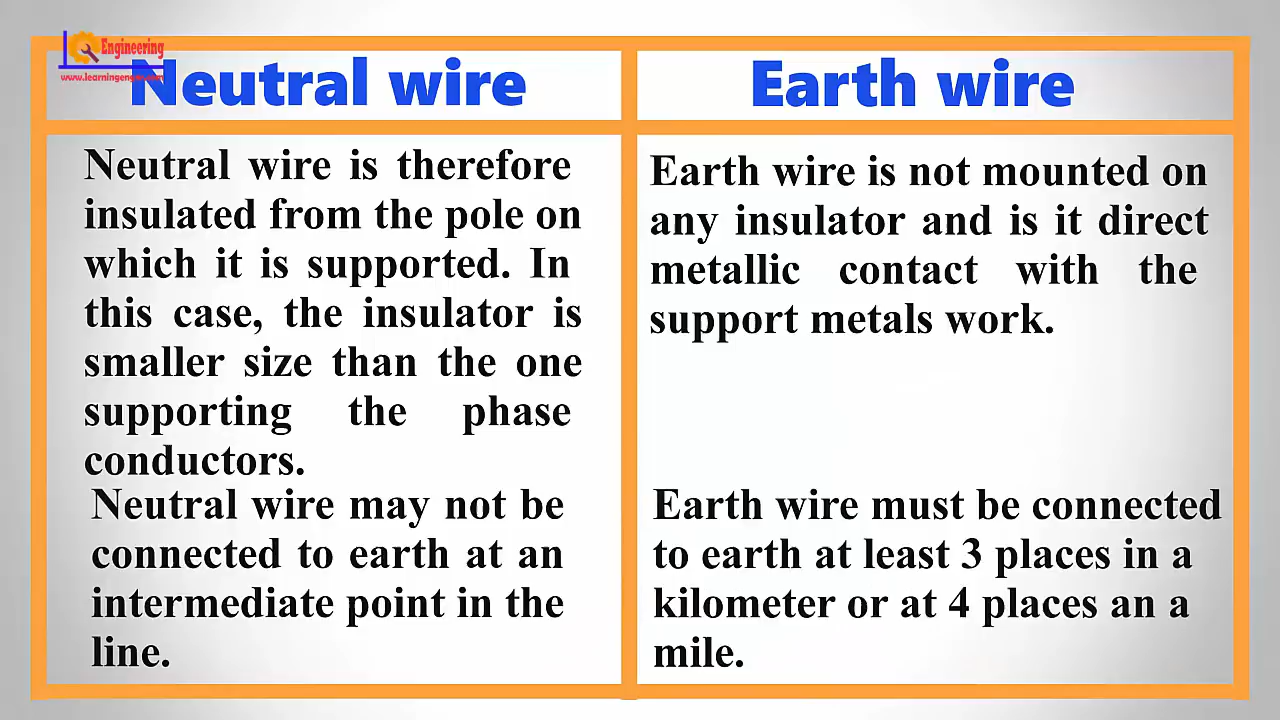 Engineering
www.learningengin.com
Neutral wire
Earth wire
Neutral wire is therefore
insulated from the pole on
which it is supported. In
this case, the insulator is
smaller size than the one
supporting the phase
conductors.
Neutral wire may not be
connected to earth at an
intermediate point in the
line.
Earth wire is not mounted on
any insulator and is it direct
metallic contact with the
support metals work.
Earth wire must be connected
to earth at least 3 places in a
kilometer or at 4 places an a
mile.